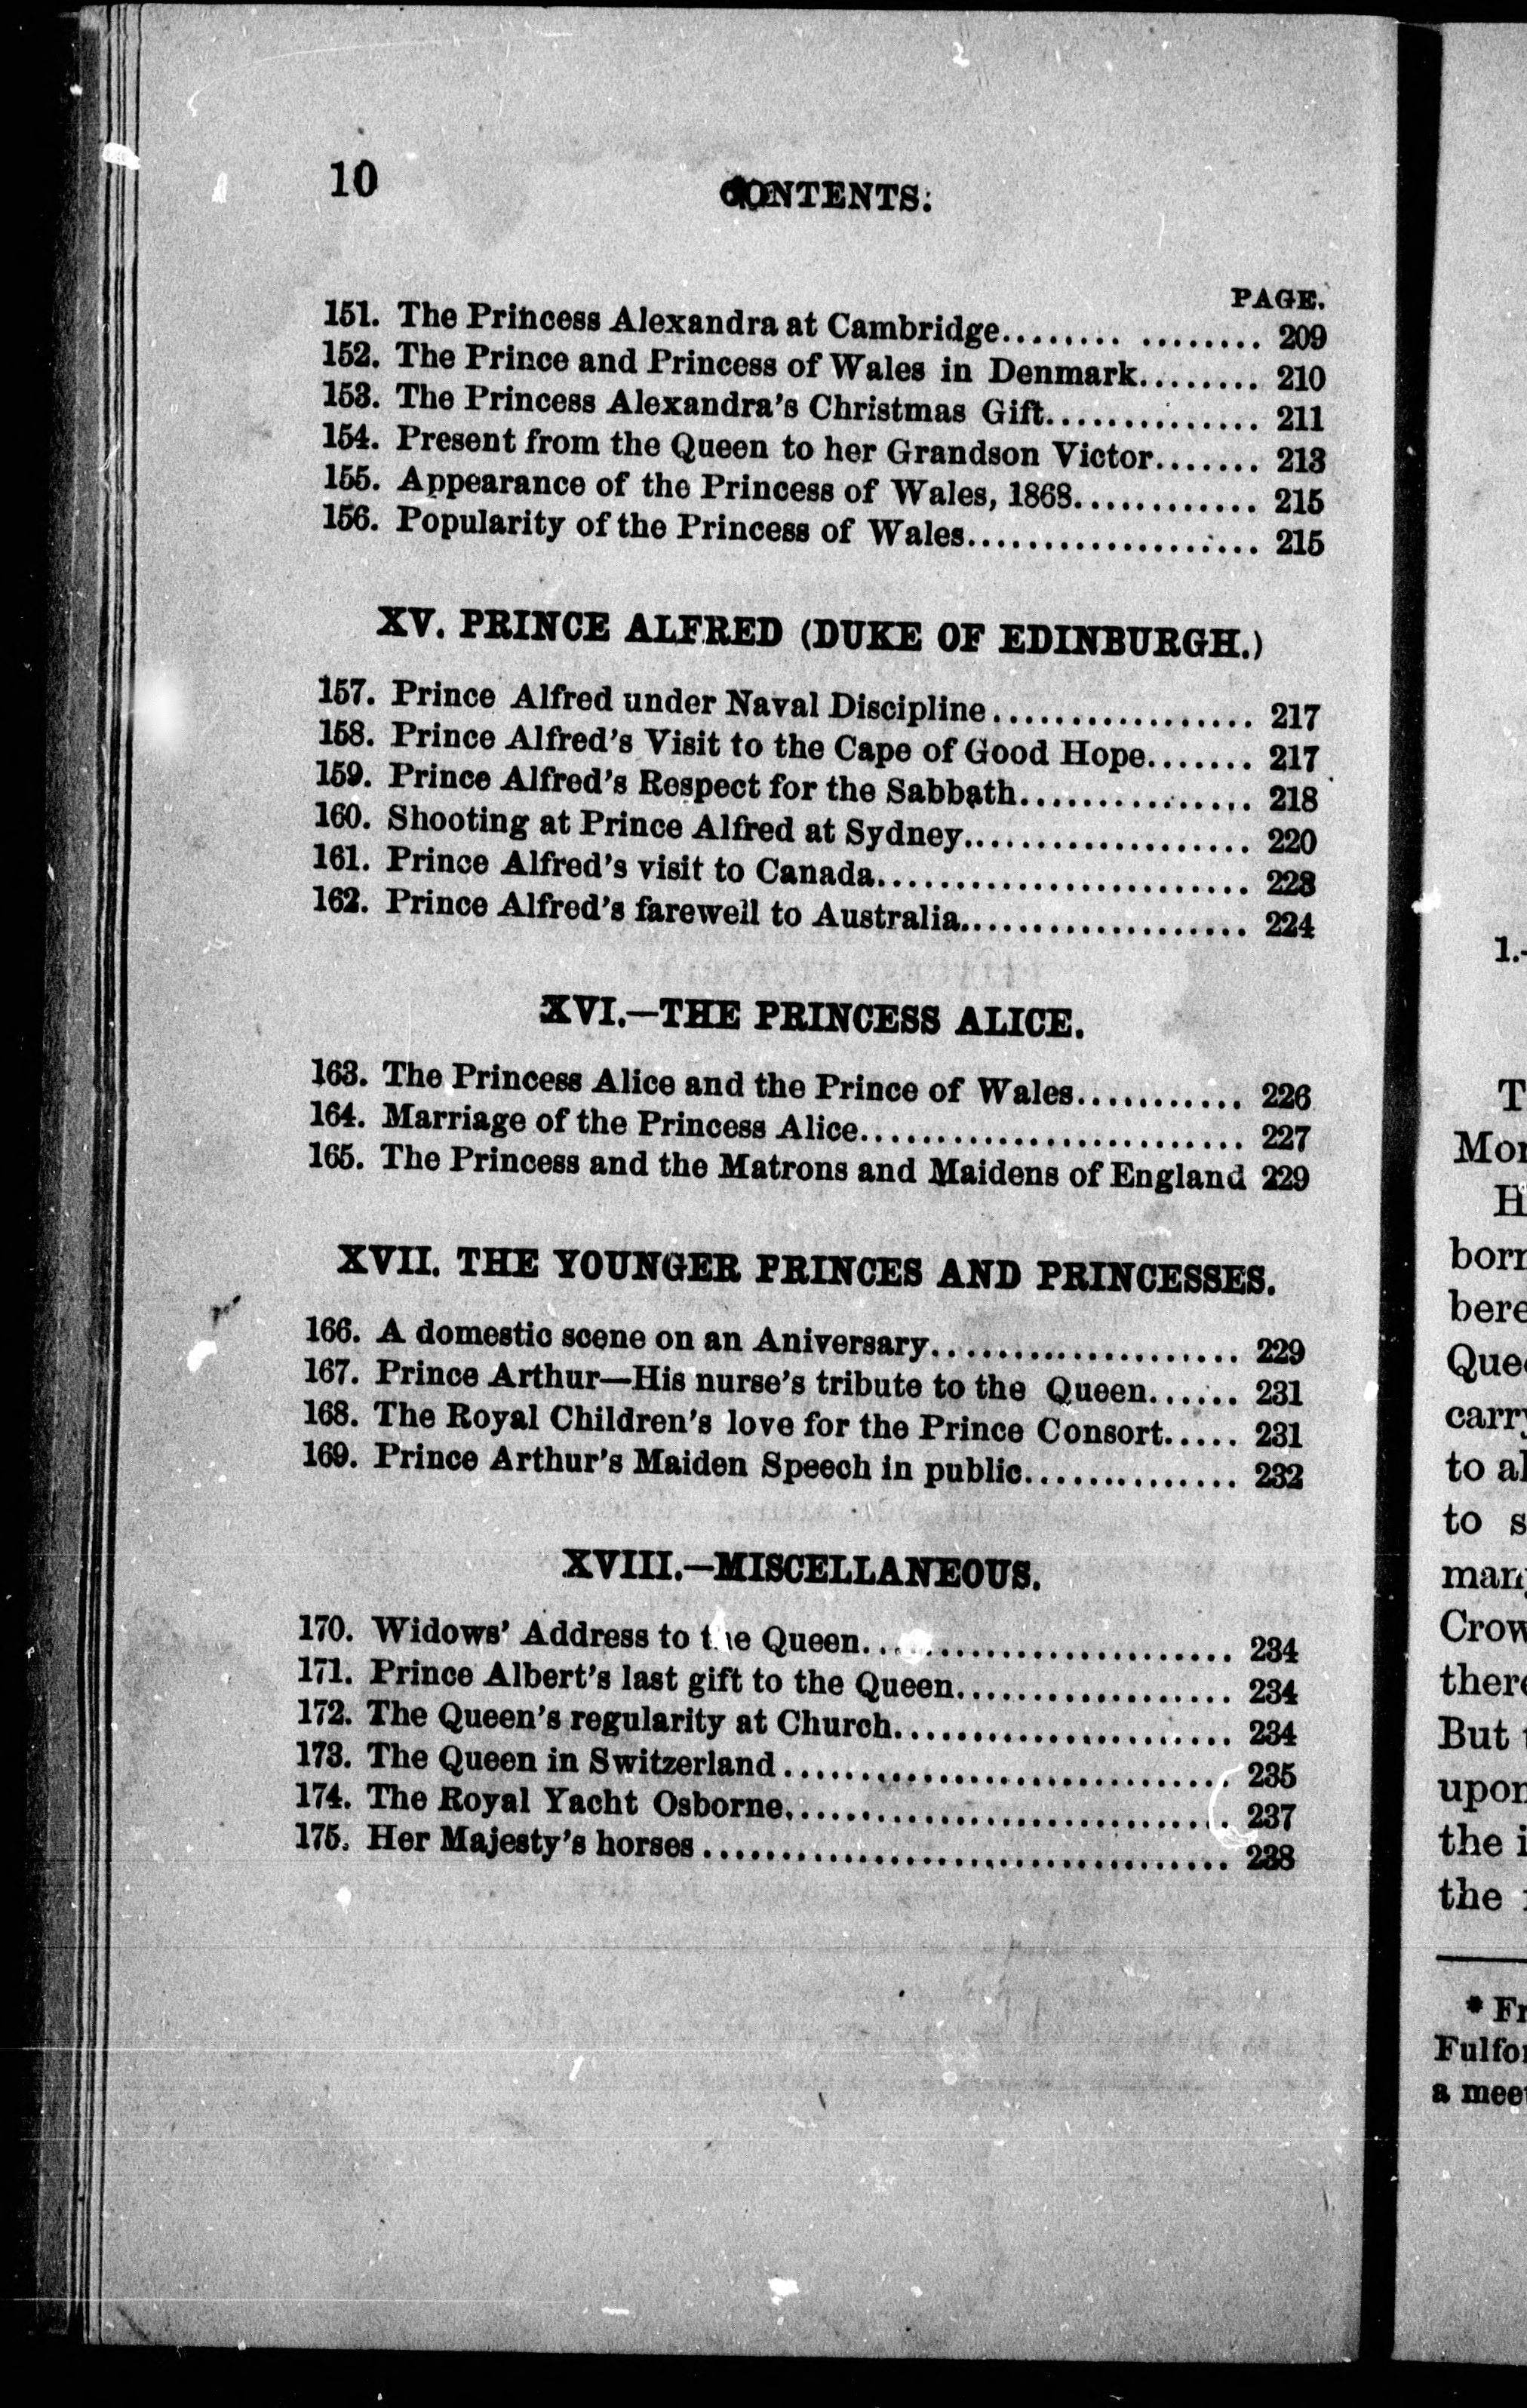 10
CONTENTS.
PAGE.
151. The Princess Alexandra at Cambridge........ ........ 209
152. The Prince and Princess of Wales in Denmark........ 210
153. The Princess Alexandra's Christmas Gift.............. 211
154. Present from the Queen to her Grandson Victor....... 213
155. Appearance of the Princess of Wales, 1868............ 215
156. Popularity of the Princess of Wales................... 215
XV. PRINCE ALFRED (DUKE OF EDINBURGH.)
157. Prince Alfred under Naval Discipline................. 217
158. Prince Alfred's Visit to the Cape of Good Hope....... 217
159. Prince Alfred's Respect for the Sabbath............... 218
160. Shooting at Prince Alfred at Sydney................... 220
161. Prince Alfred's visit to Canada........................ 223
162. Prince Alfred's farewell to Australia................... 224
XVI.—THE PRINCESS ALICE.
163. The Princess Alice and the Prince of Wales........... 226
164. Marriage of the Princess Alice......................... 227
165. The Princess and the Matrons and Maidens of England 229
XVII. THE YOUNGER PRINCES AND PRINCESSES.
166. A domestic scene on an Aniversary.................... 229
167. Prince Arthur—His nurse's tribute to the Queen...... 231
168. The Royal Children's love for the Prince Consort..... 231
169. Prince Arthur's Maiden Speech in public.............. 232
XVIII.—MISCELLANEOUS.
170. Widows' Address to the Queen........................ 234
171. Prince Albert's last gift to the Queen.................. 234
172. The Queen's regularity at Church...................... 234
173. The Queen in Switzerland............................. 235
174. The Royal Yacht Osborne............................. 237
175. Her Majesty's horses.................................. 238
1.-
T
Mon
H
born
bere
Quee
carry
to al
to s
many
Crow
there
But t
upon
the i
the
* Fr
Fulfor
a meet